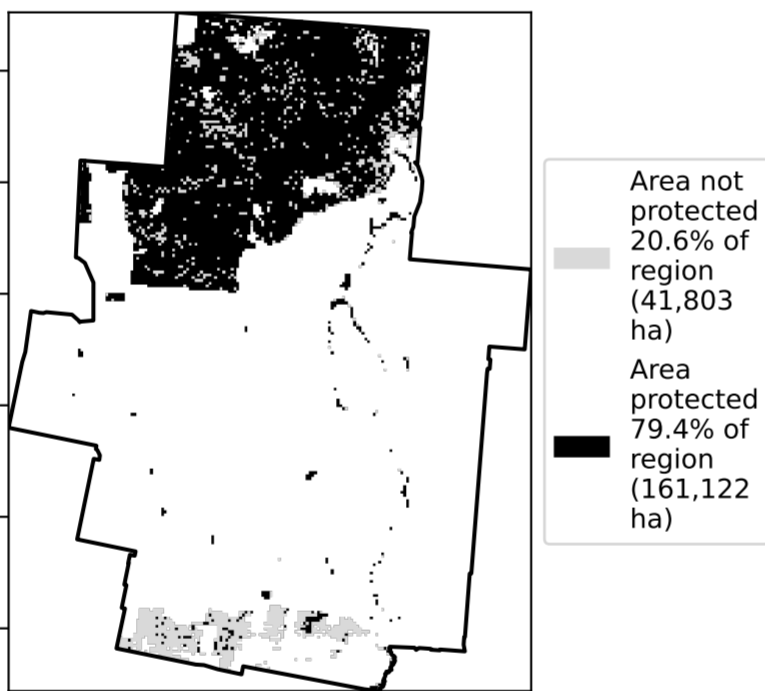 Area not
protected
20.6% of
region
(41,803
ha)
Area
protected
79.4% of
region
(161,122
ha)